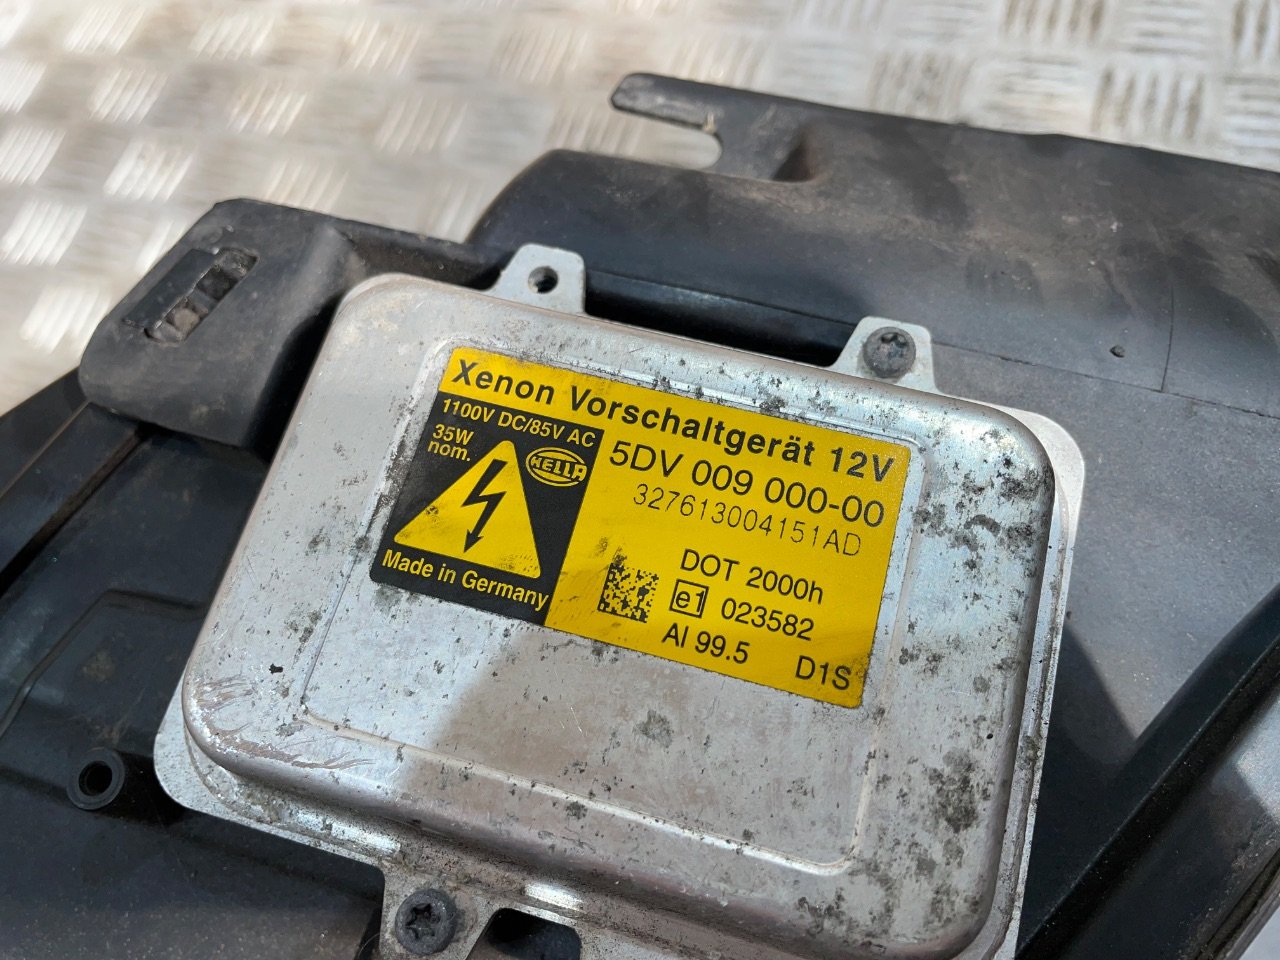 Xenon Vorschaltgerät 12V
1100V DC/85V AC
35W
nom.
HELLA
Made in Germany
5DV 009 000-00
327613004151AD
DOT 2000h
e1 023582
Al 99.5 D1S